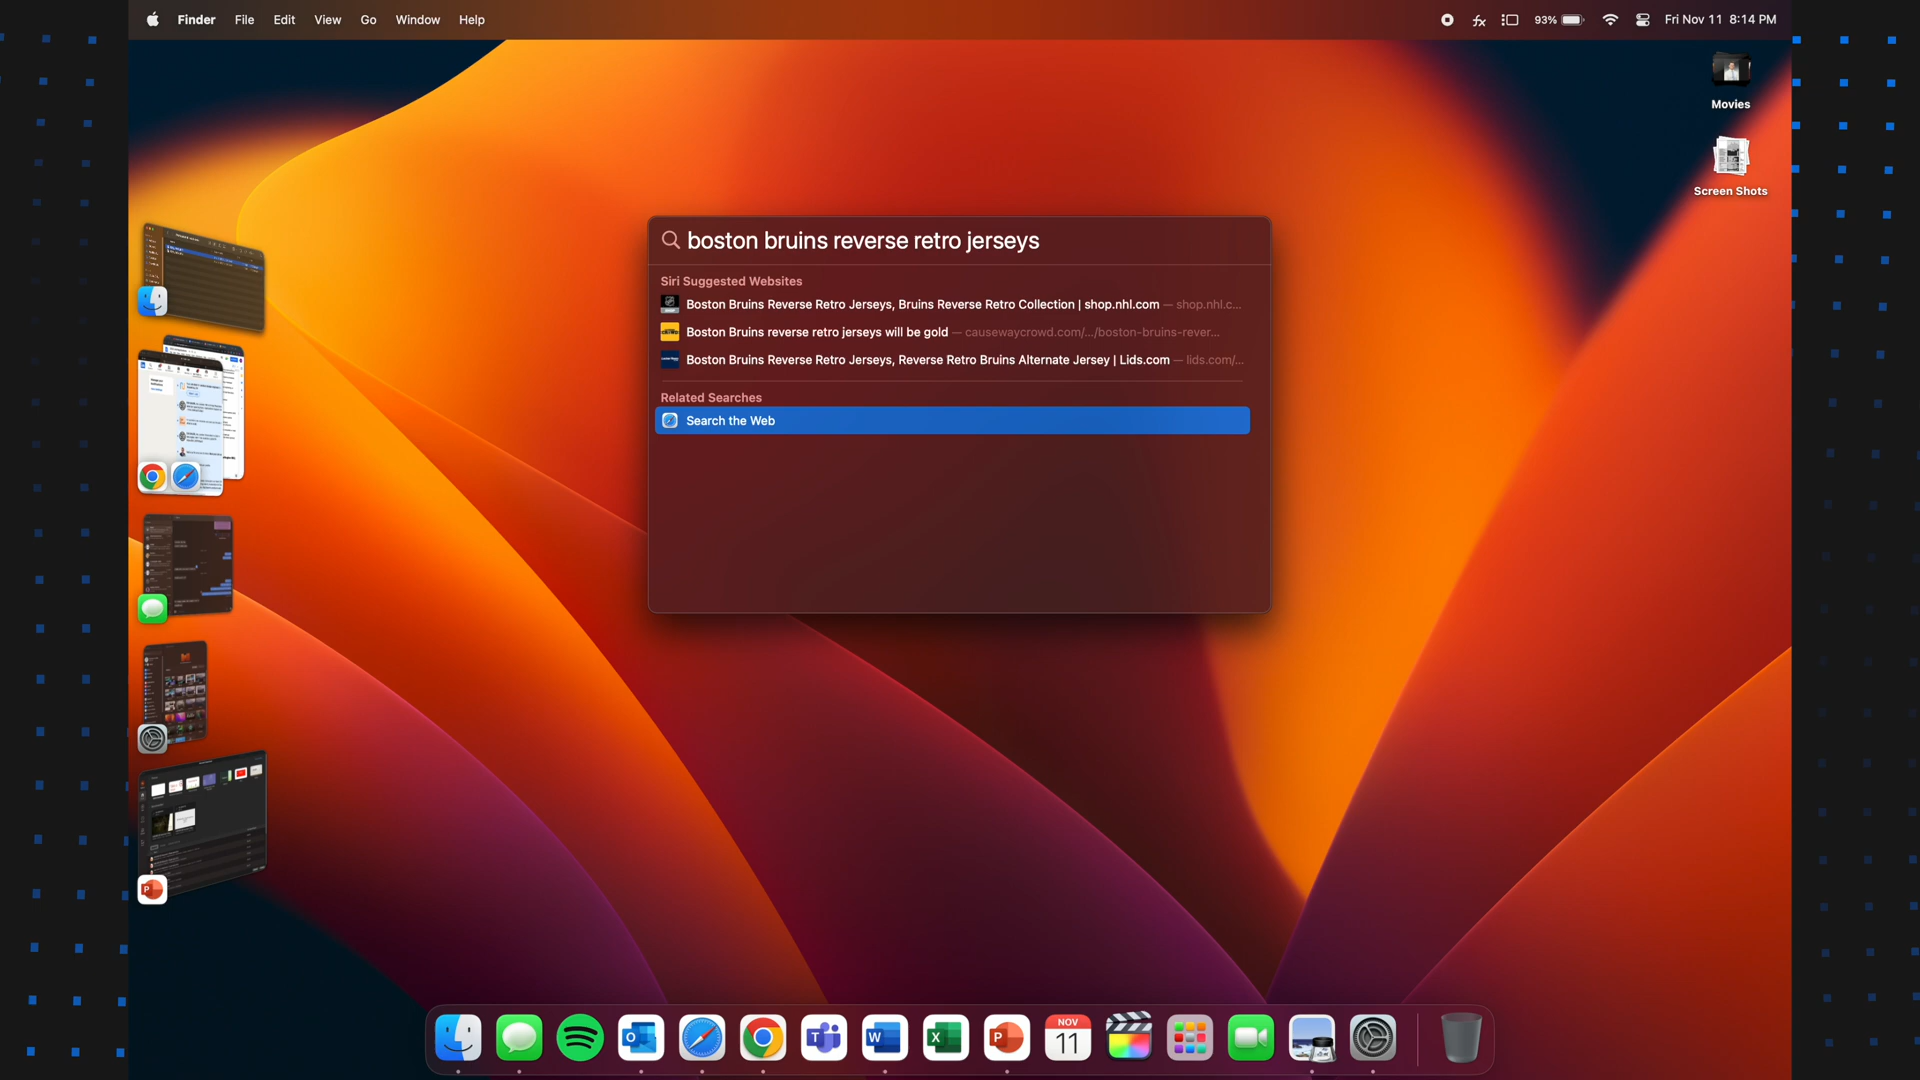 Finder File Edit View Go Window Help
93% Fri Nov 11 8:14 PM
Movies
Screen Shots
boston bruins reverse retro jerseys
Siri Suggested Websites
Boston Bruins Reverse Retro Jerseys, Bruins Reverse Retro Collection | shop.nhl.com — shop.nhl.c...
Boston Bruins reverse retro jerseys will be gold — causewaycrowd.com/.../boston-bruins-rever...
Boston Bruins Reverse Retro Jerseys, Reverse Retro Bruins Alternate Jersey | Lids.com — lids.com/...
Related Searches
Search the Web
NOV
11